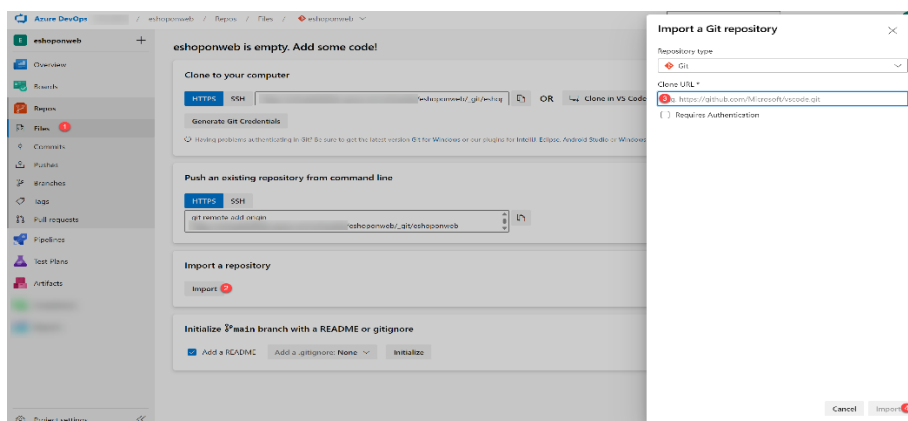 Azure DevOps / eshoponweb / Repos / Files / eshoponweb
E eshoponweb +
Overview
Boards
Repos
Files 1
Commits
Pushes
Branches
Tags
Pull requests
Pipelines
Test Plans
Artifacts
Project settings
eshoponweb is empty. Add some code!
Clone to your computer
HTTPS SSH /eshoponweb/_git/eshop OR Clone in VS Code
Generate Git Credentials
Having problems authenticating in Git? Be sure to get the latest version Git for Windows or our plugins for IntelliJ, Eclipse, Android Studio or Windows
Push an existing repository from command line
HTTPS SSH
git remote add origin
/eshoponweb/_git/eshoponweb
Import a repository
Import 2
Initialize main branch with a README or gitignore
Add a README Add a .gitignore: None Initialize
Import a Git repository
Repository type
Git
Clone URL *
3 g. https://github.com/Microsoft/vscode.git
Requires Authentication
Cancel Import